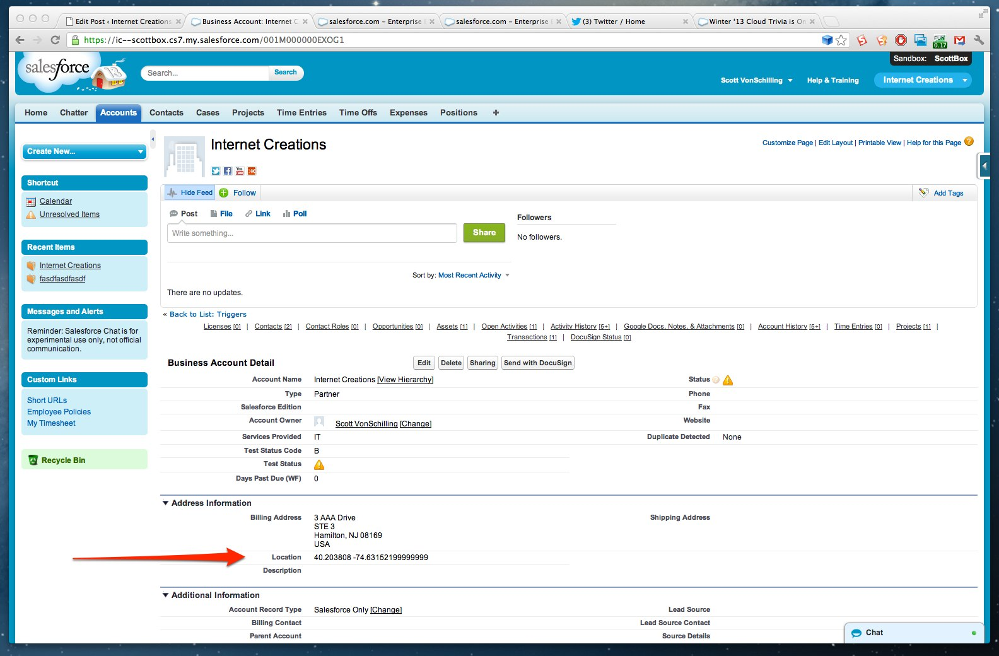 Edit Post ‹ Internet Creations
Business Account: Internet C
salesforce.com – Enterprise
salesforce.com – Enterprise
(3) Twitter / Home
Winter '13 Cloud Trivia is On
https://ic--scottbox.cs7.my.salesforce.com/001M000000EXOG1
FUN
0.17
Sandbox: ScottBox
salesforce
Search...
Search
Scott VonSchilling
Help & Training
Internet Creations
Home
Chatter
Accounts
Contacts
Cases
Projects
Time Entries
Time Offs
Expenses
Positions
+
Create New...
Shortcut
Calendar
Unresolved Items
Recent Items
Internet Creations
fasdfasdfasdf
Messages and Alerts
Reminder: Salesforce Chat is for
experimental use only, not official
communication.
Custom Links
Short URLs
Employee Policies
My Timesheet
Recycle Bin
Internet Creations
You
Tube
Customize Page | Edit Layout | Printable View | Help for this Page ?
Hide Feed
Follow
Add Tags
Post
File
Link
Poll
Write something...
Share
Followers
No followers.
Sort by: Most Recent Activity
There are no updates.
« Back to List: Triggers
Licenses [0] | Contacts [2] | Contact Roles [0] | Opportunities [0] | Assets [1] | Open Activities [1] | Activity History [5+] | Google Docs, Notes, & Attachments [0] | Account History [5+] | Time Entries [0] | Projects [1] |
Transactions [1] | DocuSign Status [0]
Business Account Detail
Edit
Delete
Sharing
Send with DocuSign
Account Name Internet Creations [View Hierarchy]
Status
Type Partner
Phone
Salesforce Edition
Fax
Account Owner Scott VonSchilling [Change]
Website
Services Provided IT
Duplicate Detected None
Test Status Code B
Test Status
Days Past Due (WF) 0
Address Information
Billing Address 3 AAA Drive
STE 3
Hamilton, NJ 08169
USA
Shipping Address
Location 40.203808 -74.63152199999999
Description
Additional Information
Account Record Type Salesforce Only [Change]
Lead Source
Billing Contact
Lead Source Contact
Parent Account
Source Details
Chat